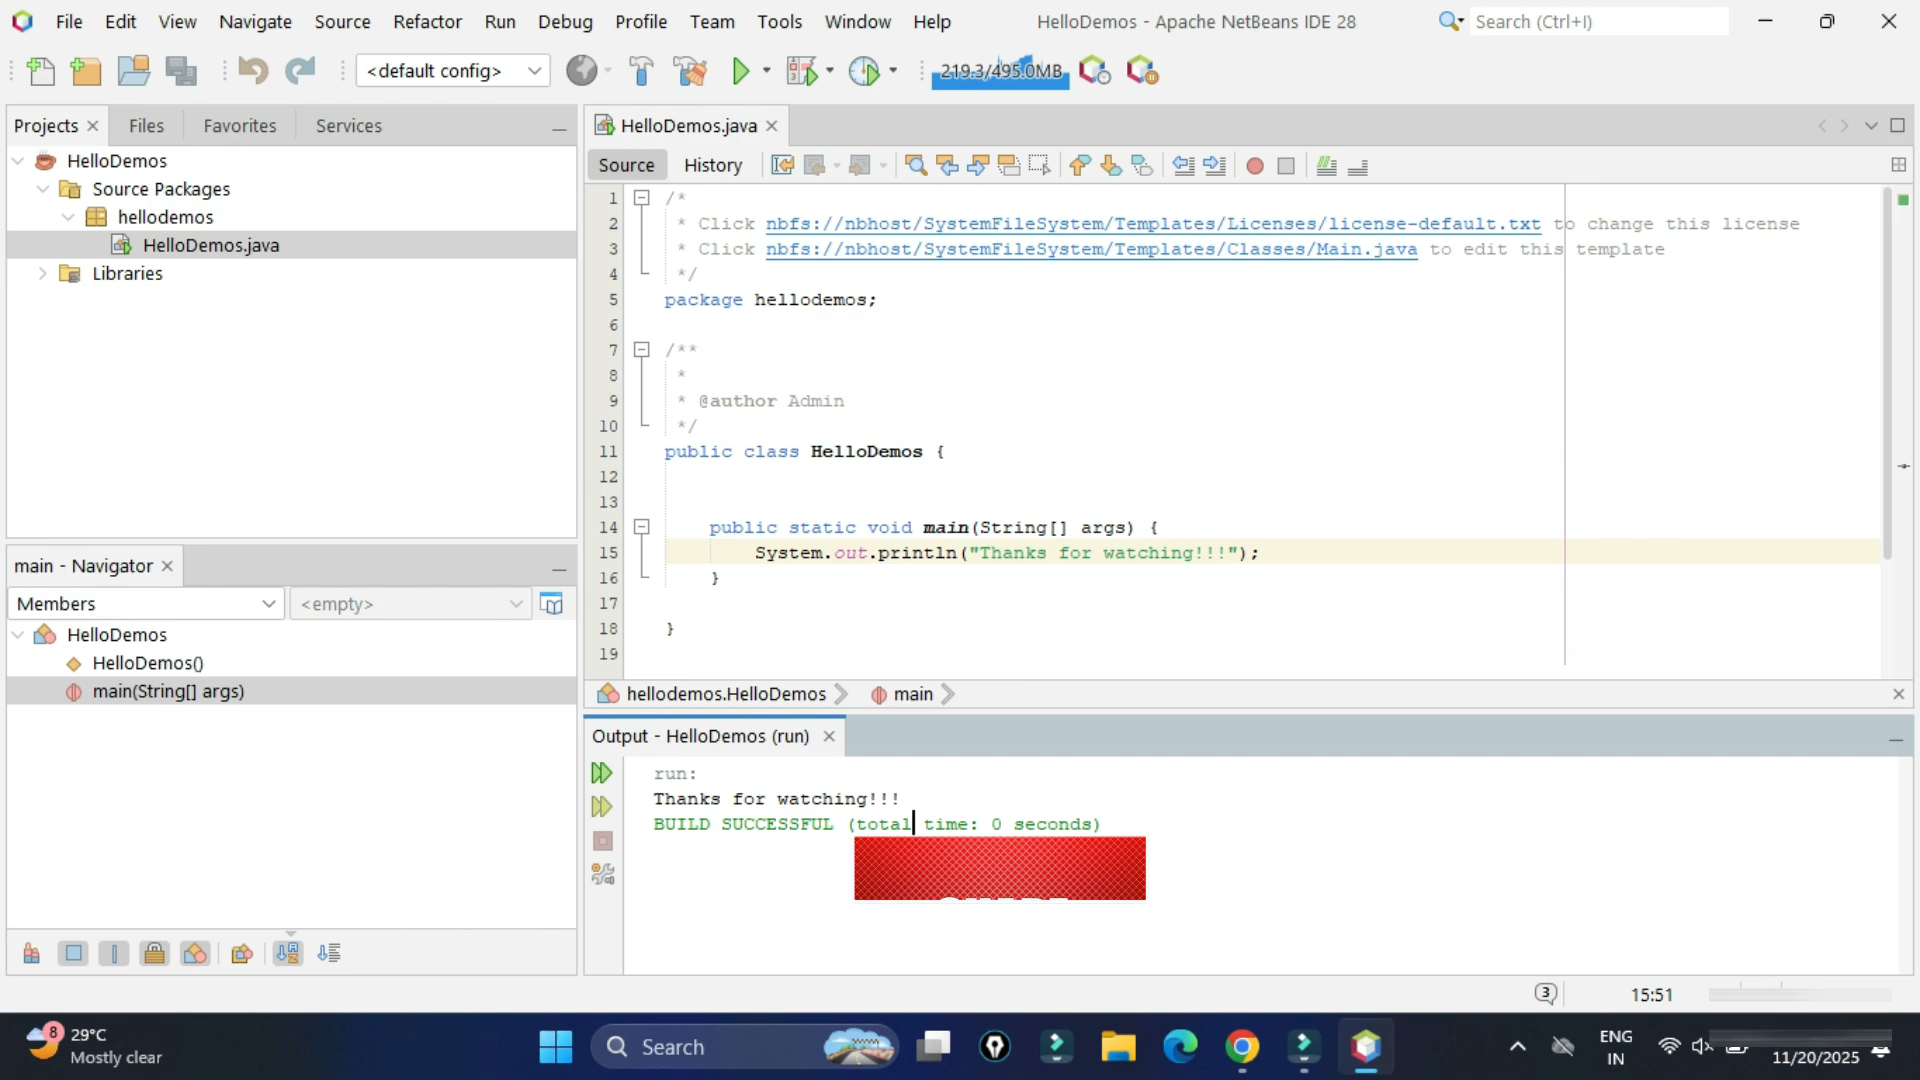 File Edit View Navigate Source Refactor Run Debug Profile Team Tools Window Help HelloDemos - Apache NetBeans IDE 28 Search (Ctrl+I)
<default config> 219.3/495.0MB
Projects Files Favorites Services
HelloDemos
Source Packages
hellodemos
HelloDemos.java
Libraries
main - Navigator
Members <empty>
HelloDemos
HelloDemos()
main(String[] args)
HelloDemos.java
Source History
1 /*
2 * Click nbfs://nbhost/SystemFileSystem/Templates/Licenses/license-default.txt to change this license
3 * Click nbfs://nbhost/SystemFileSystem/Templates/Classes/Main.java to edit this template
4 */
5 package hellodemos;
6
7 /**
8 *
9 * @author Admin
10 */
11 public class HelloDemos {
12
13
14 public static void main(String[] args) {
15 System.out.println("Thanks for watching!!!");
16 }
17
18 }
19
hellodemos.HelloDemos main
Output - HelloDemos (run)
run:
Thanks for watching!!!
BUILD SUCCESSFUL (total time: 0 seconds)
3 15:51
8 29°C
Mostly clear
Search
ENG
IN
11/20/2025